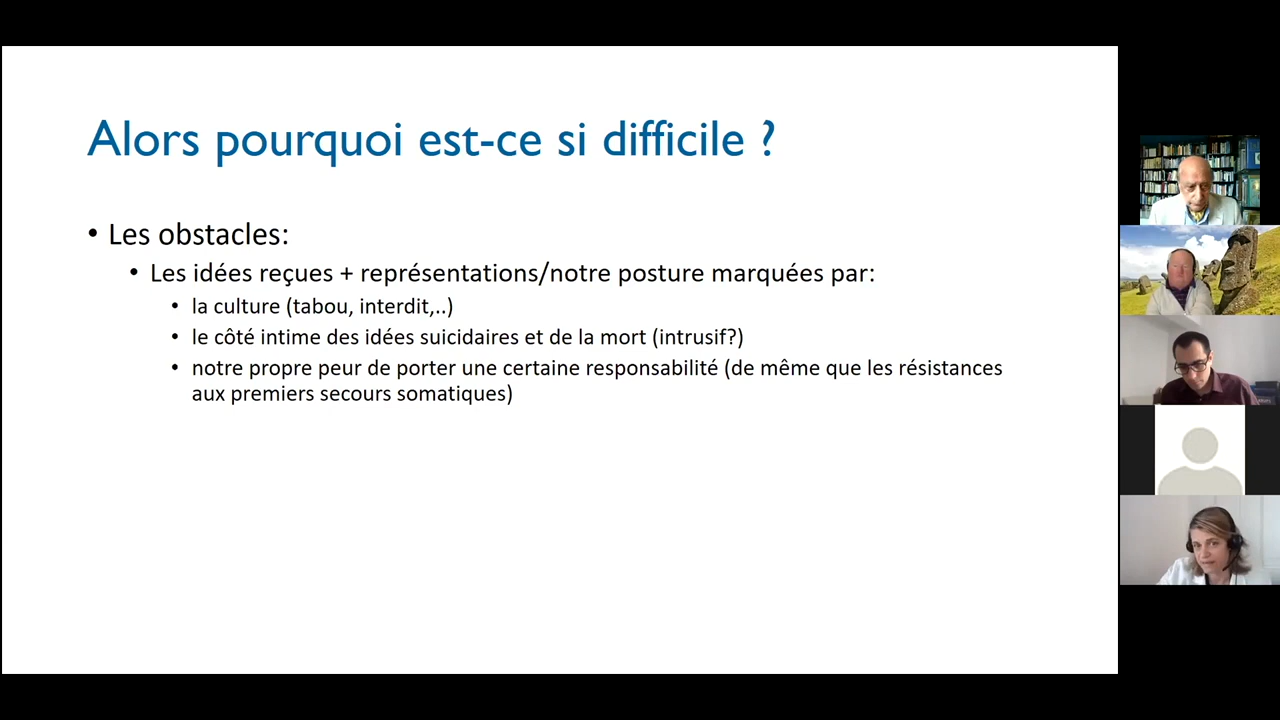 Alors pourquoi est-ce si difficile ?
• Les obstacles:
• Les idées reçues + représentations/notre posture marquées par:
• la culture (tabou, interdit,..)
• le côté intime des idées suicidaires et de la mort (intrusif?)
• notre propre peur de porter une certaine responsabilité (de même que les résistances
aux premiers secours somatiques)